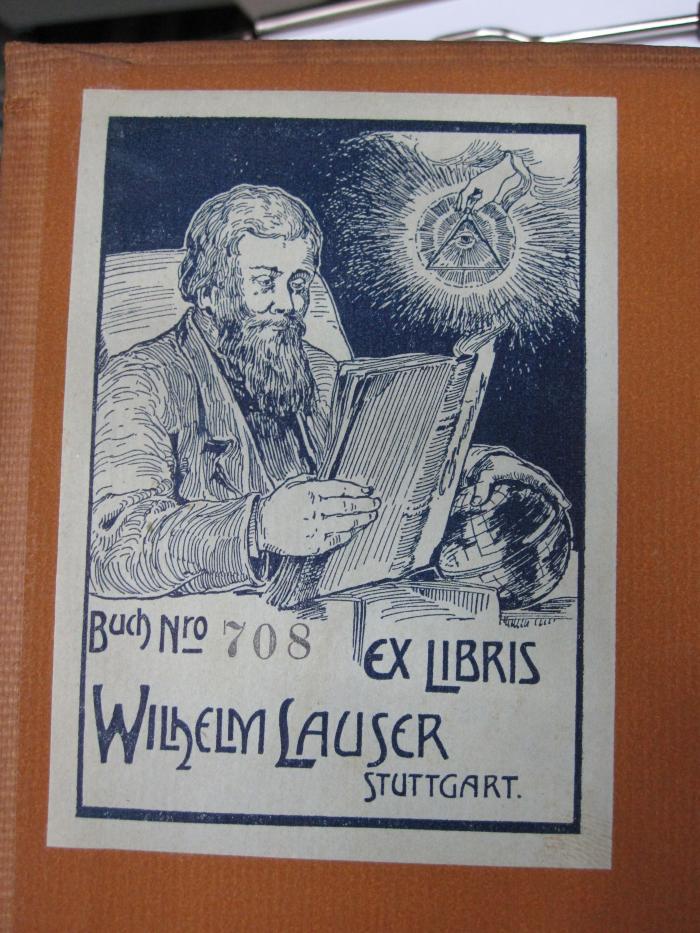 Buch Nro 708
EX LIBRIS
WILHELM LAUSER
STUTTGART.